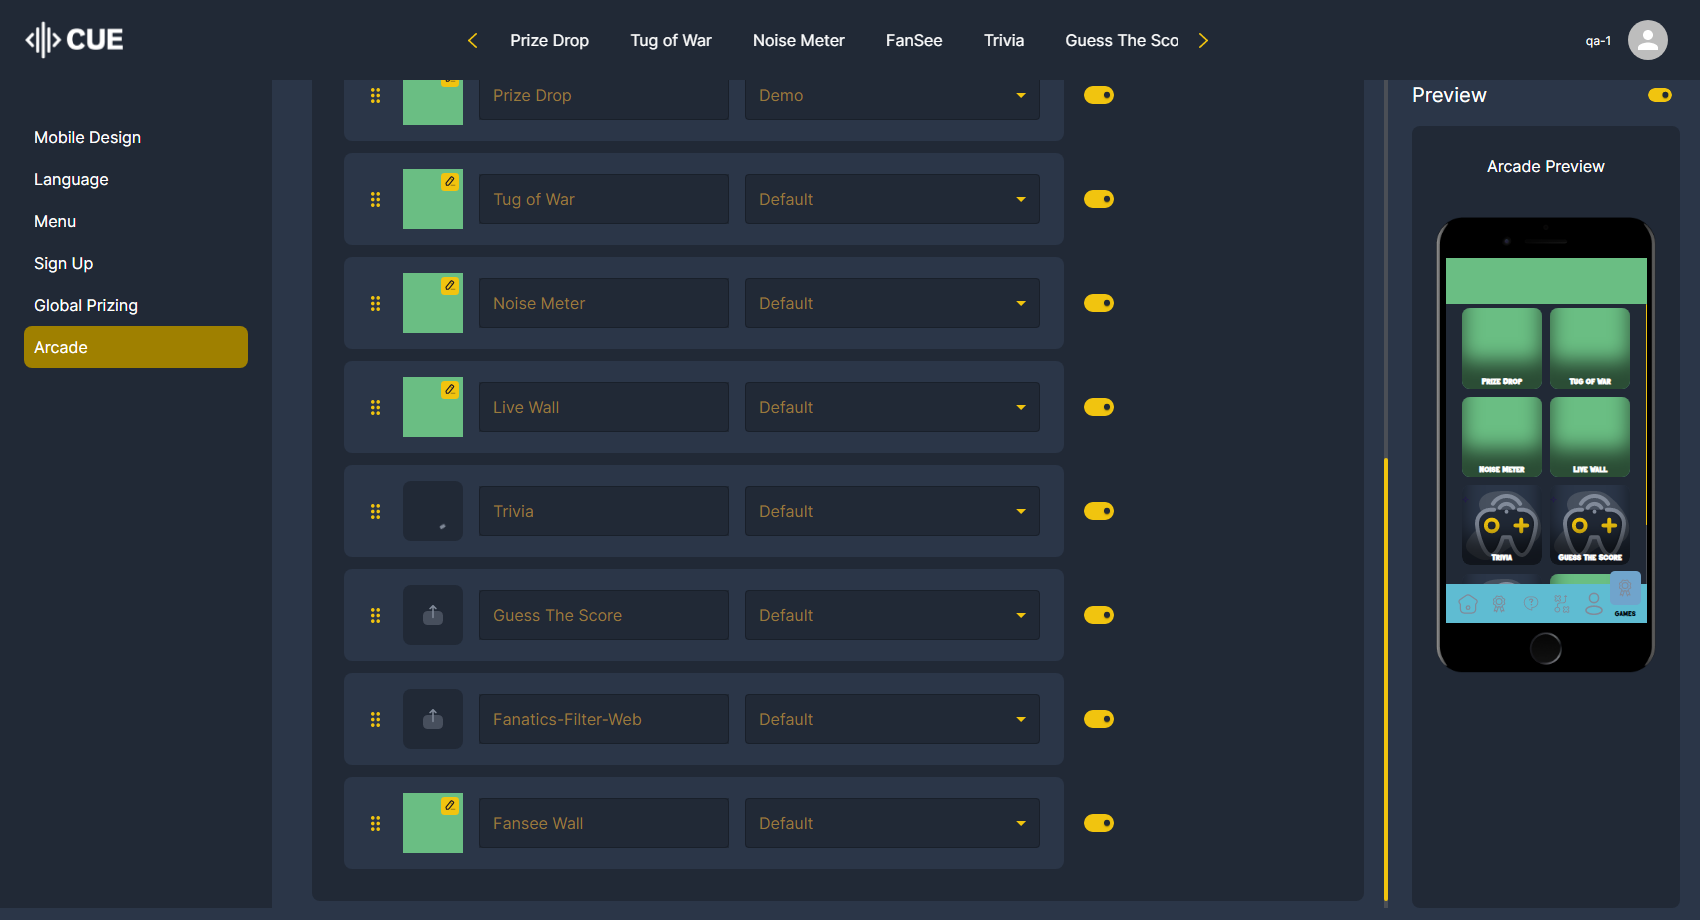 CUE
Prize Drop
Tug of War
Noise Meter
FanSee
Trivia
Guess The Sco
qa-1
Mobile Design
Language
Menu
Sign Up
Global Prizing
Arcade
Prize Drop
Demo
Tug of War
Default
Noise Meter
Default
Live Wall
Default
Trivia
Default
Guess The Score
Default
Fanatics-Filter-Web
Default
Fansee Wall
Default
Preview
Arcade Preview
Prize Drop
Tug of War
Noise Meter
Live Wall
Trivia
Guess The Score
GAMES